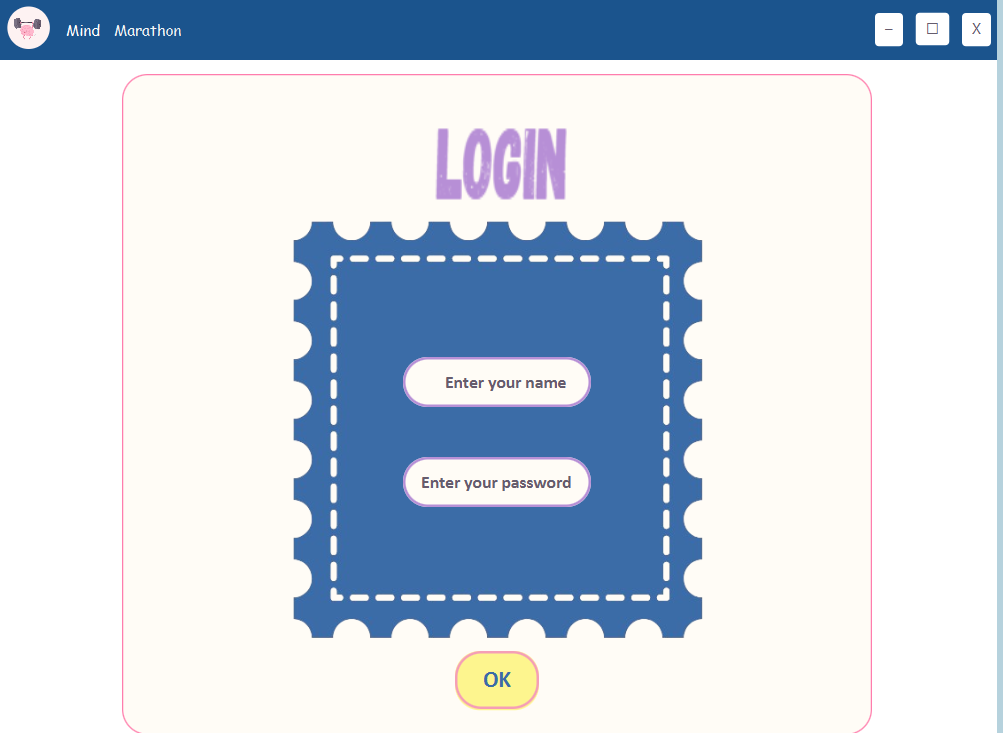 Mind Marathon
– □ X
LOGIN
Enter your name
Enter your password
OK